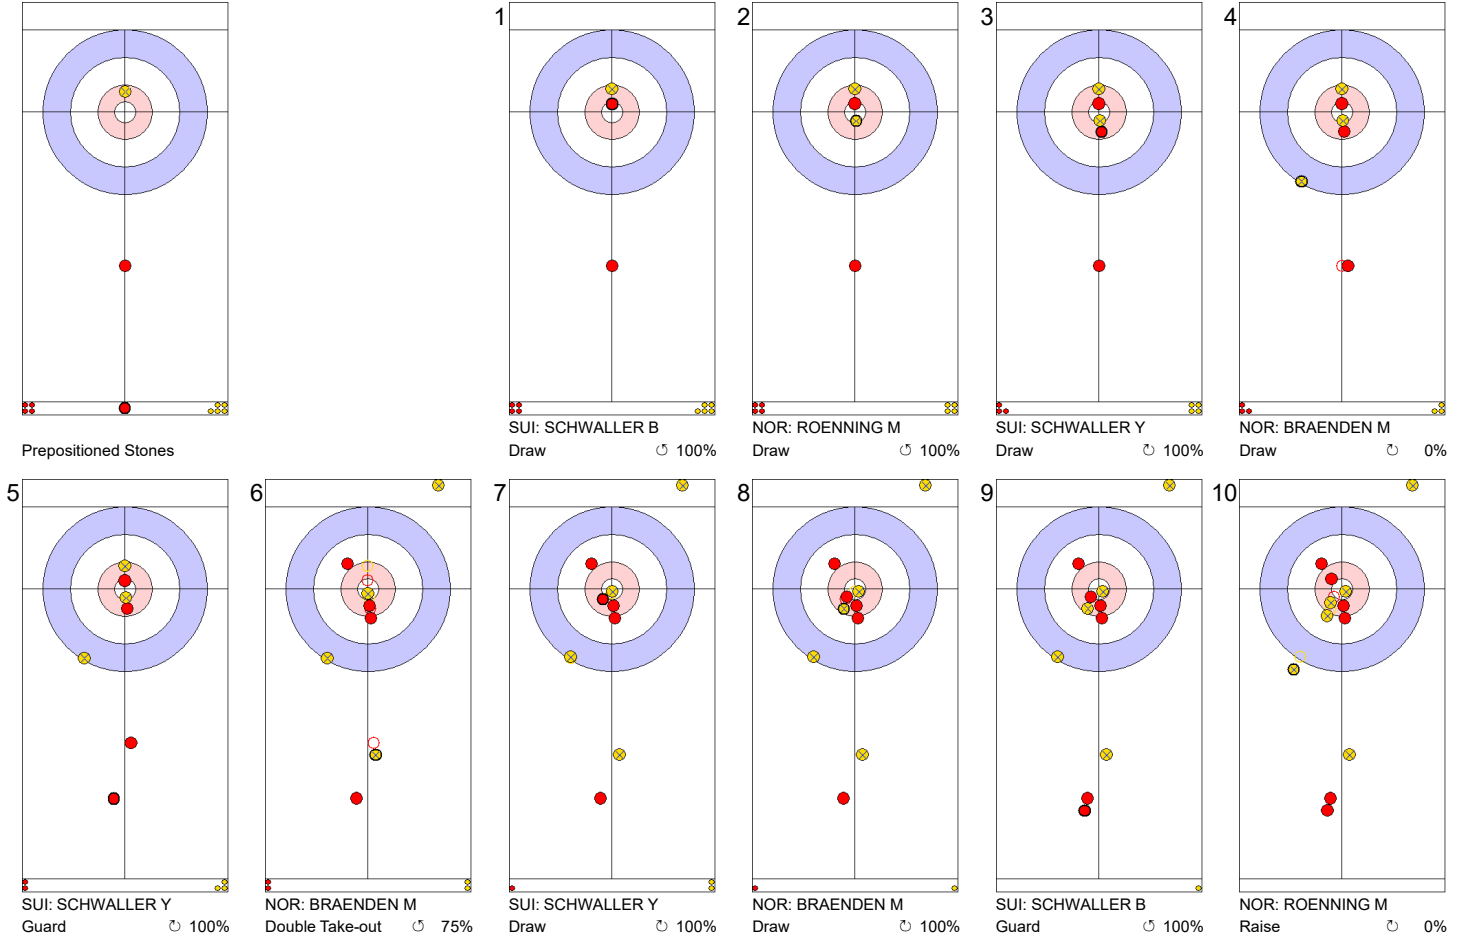 1
2
3
4
Prepositioned Stones
SUI: SCHWALLER B
Draw ↺ 100%
NOR: ROENNING M
Draw ↺ 100%
SUI: SCHWALLER Y
Draw ↻ 100%
NOR: BRAENDEN M
Draw ↻ 0%
5
6
7
8
9
10
SUI: SCHWALLER Y
Guard ↻ 100%
NOR: BRAENDEN M
Double Take-out ↺ 75%
SUI: SCHWALLER Y
Draw ↻ 100%
NOR: BRAENDEN M
Draw ↻ 100%
SUI: SCHWALLER B
Guard ↻ 100%
NOR: ROENNING M
Raise ↻ 0%